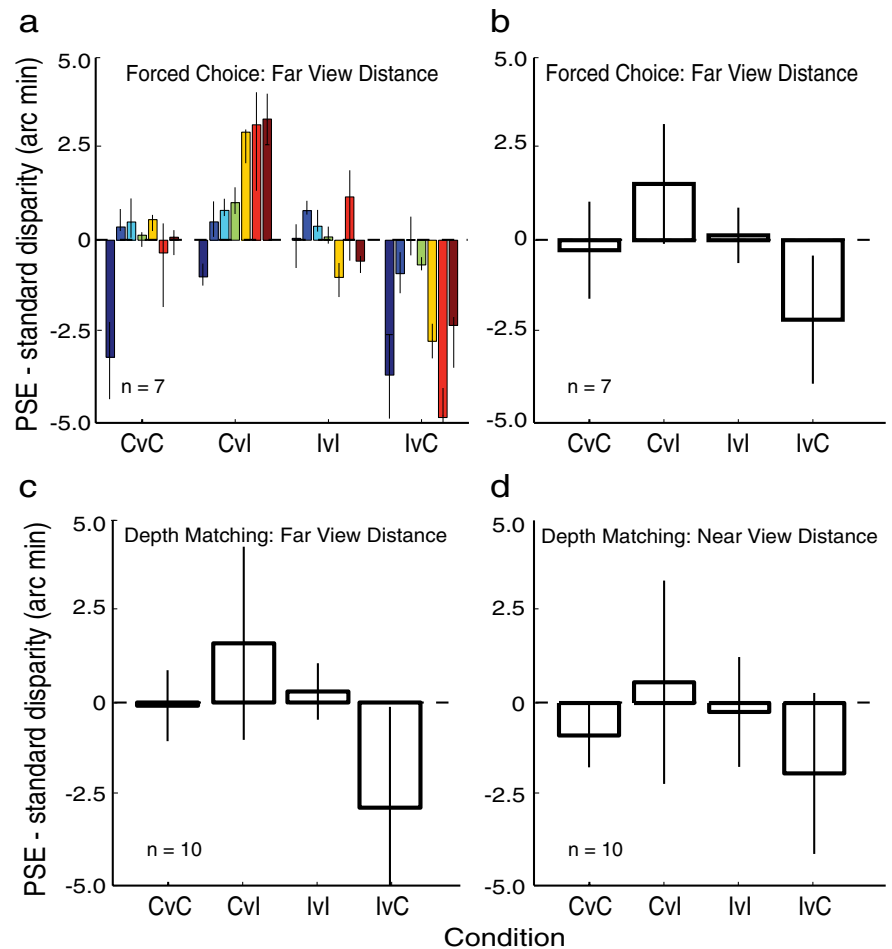 a
Forced Choice: Far View Distance
PSE - standard disparity (arc min)
5.0
2.5
0
-2.5
-5.0
n = 7
CvC CvI IvI IvC
b
Forced Choice: Far View Distance
5.0
2.5
0
-2.5
-5.0
n = 7
CvC CvI IvI IvC
c
Depth Matching: Far View Distance
PSE - standard disparity (arc min)
5.0
2.5
0
-2.5
-5.0
n = 10
CvC CvI IvI IvC
d
Depth Matching: Near View Distance
5.0
2.5
0
-2.5
-5.0
n = 10
CvC CvI IvI IvC
Condition